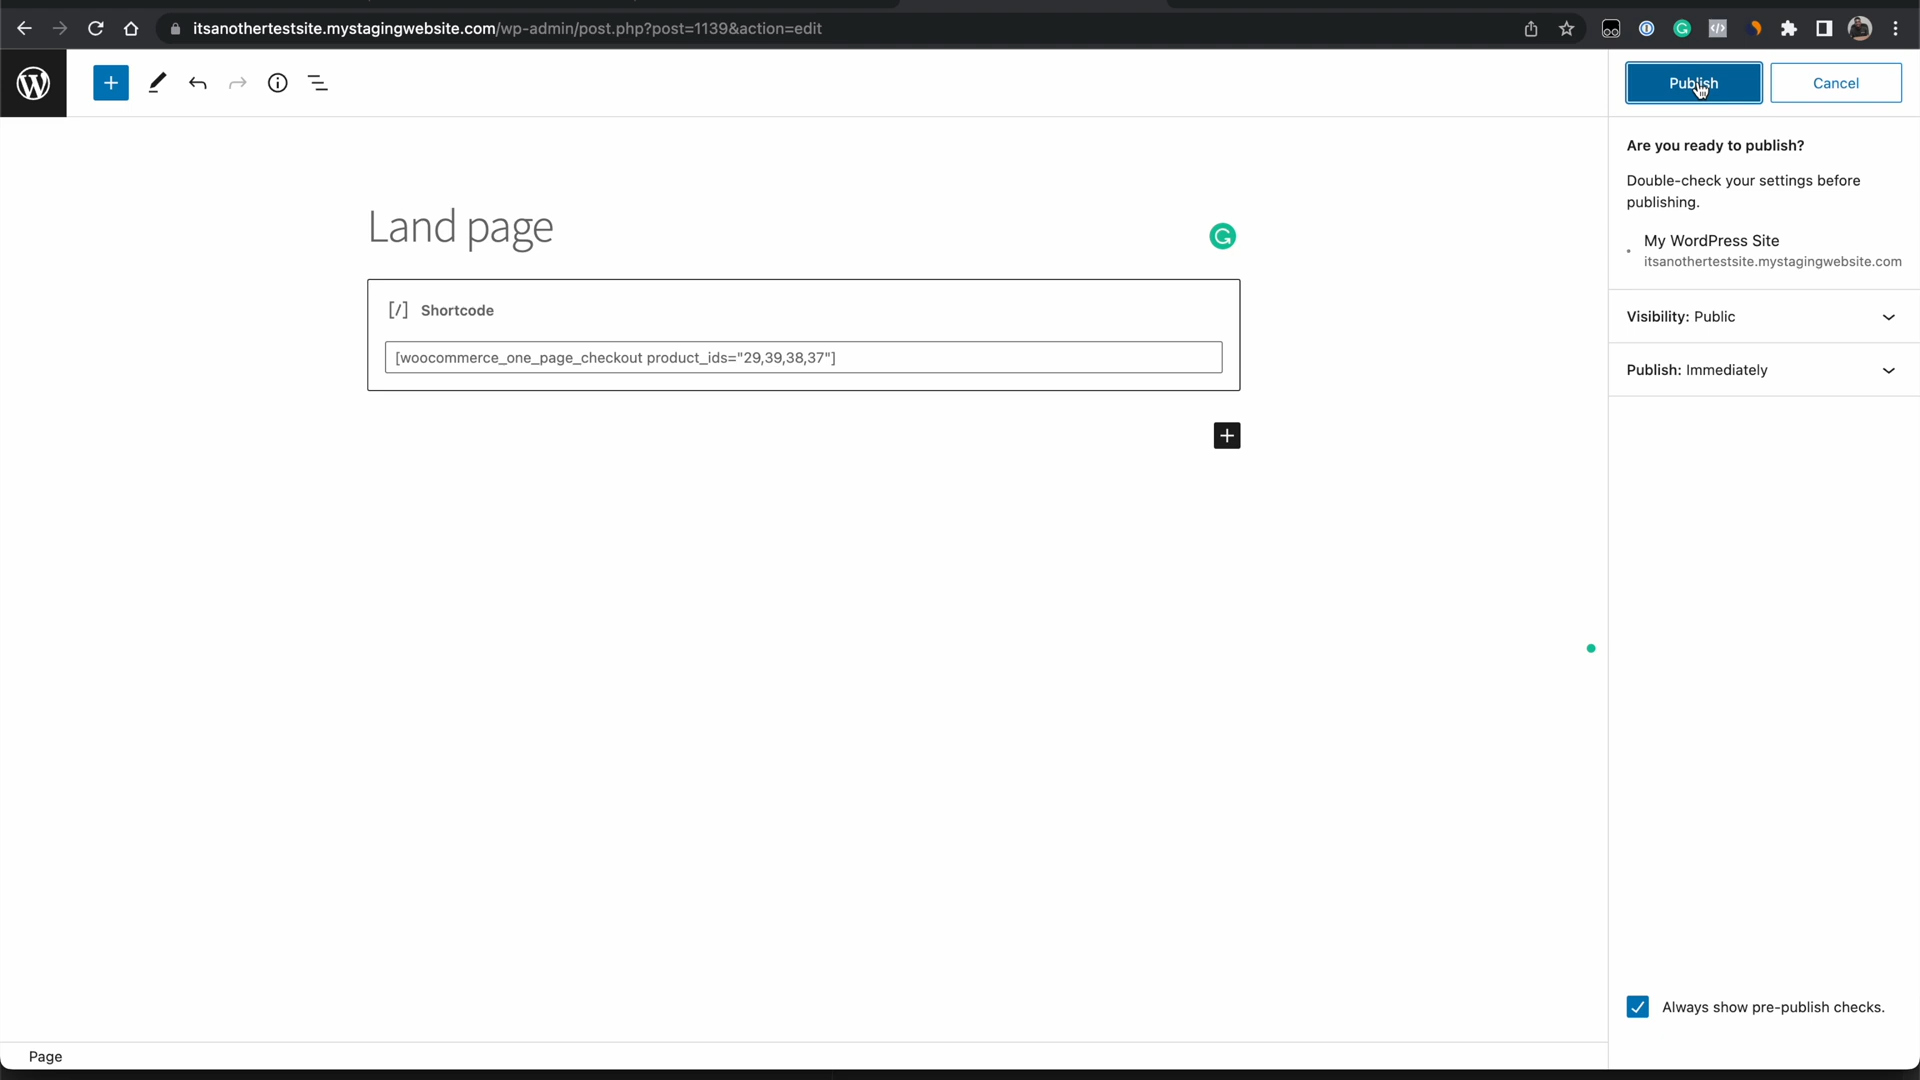 itsanothertestsite.mystagingwebsite.com/wp-admin/post.php?post=1139&action=edit
Publish
Cancel
Are you ready to publish?
Double-check your settings before
publishing.
My WordPress Site
itsanothertestsite.mystagingwebsite.com
Visibility: Public
Publish: Immediately
Land page
[/] Shortcode
[woocommerce_one_page_checkout product_ids="29,39,38,37"]
Always show pre-publish checks.
Page